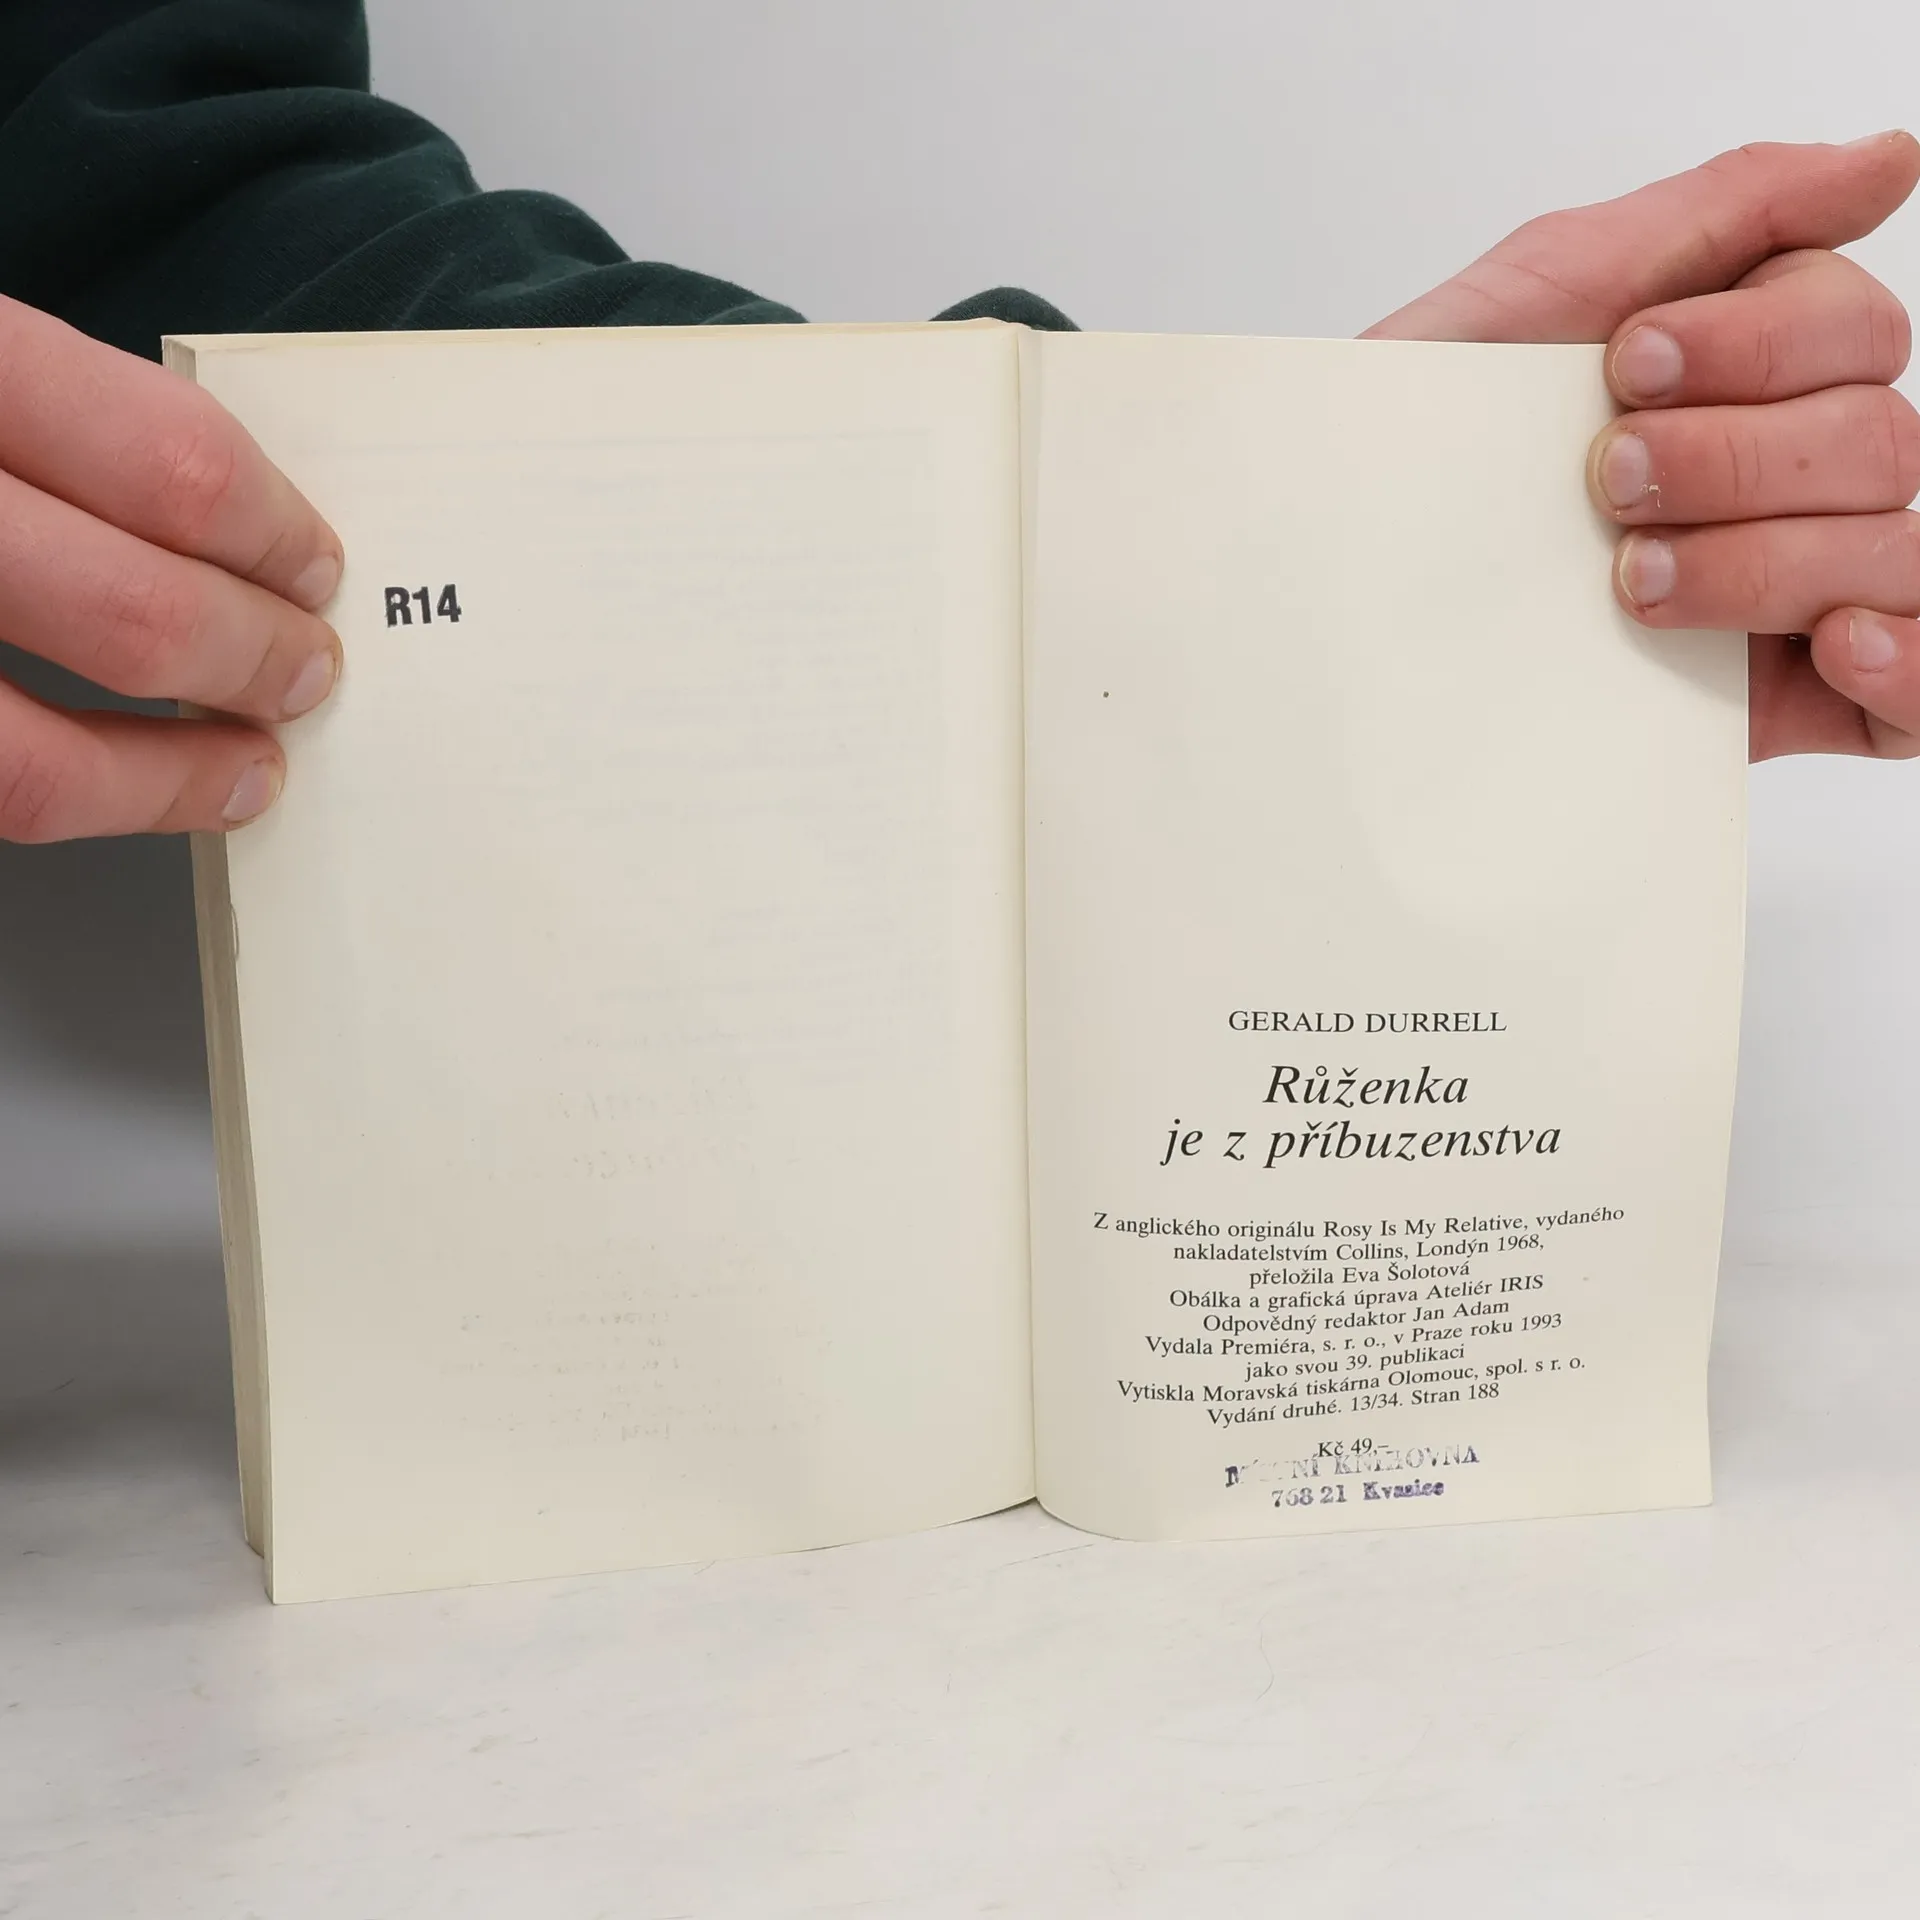 R14
GERALD DURRELL
Růženka
je z příbuzenstva
Z anglického originálu Rosy Is My Relative, vydaného
nakladatelstvím Collins, Londýn 1968,
přeložila Eva Šolotová
Obálka a grafická úprava Ateliér IRIS
Odpovědný redaktor Jan Adam
Vydala Premiéra, s. r. o., v Praze roku 1993
jako svou 39. publikaci
Vytiskla Moravská tiskárna Olomouc, spol. s r. o.
Vydání druhé. 13/34. Stran 188
Kč 49,–
KNIHOVNA
768 21 Kvasice